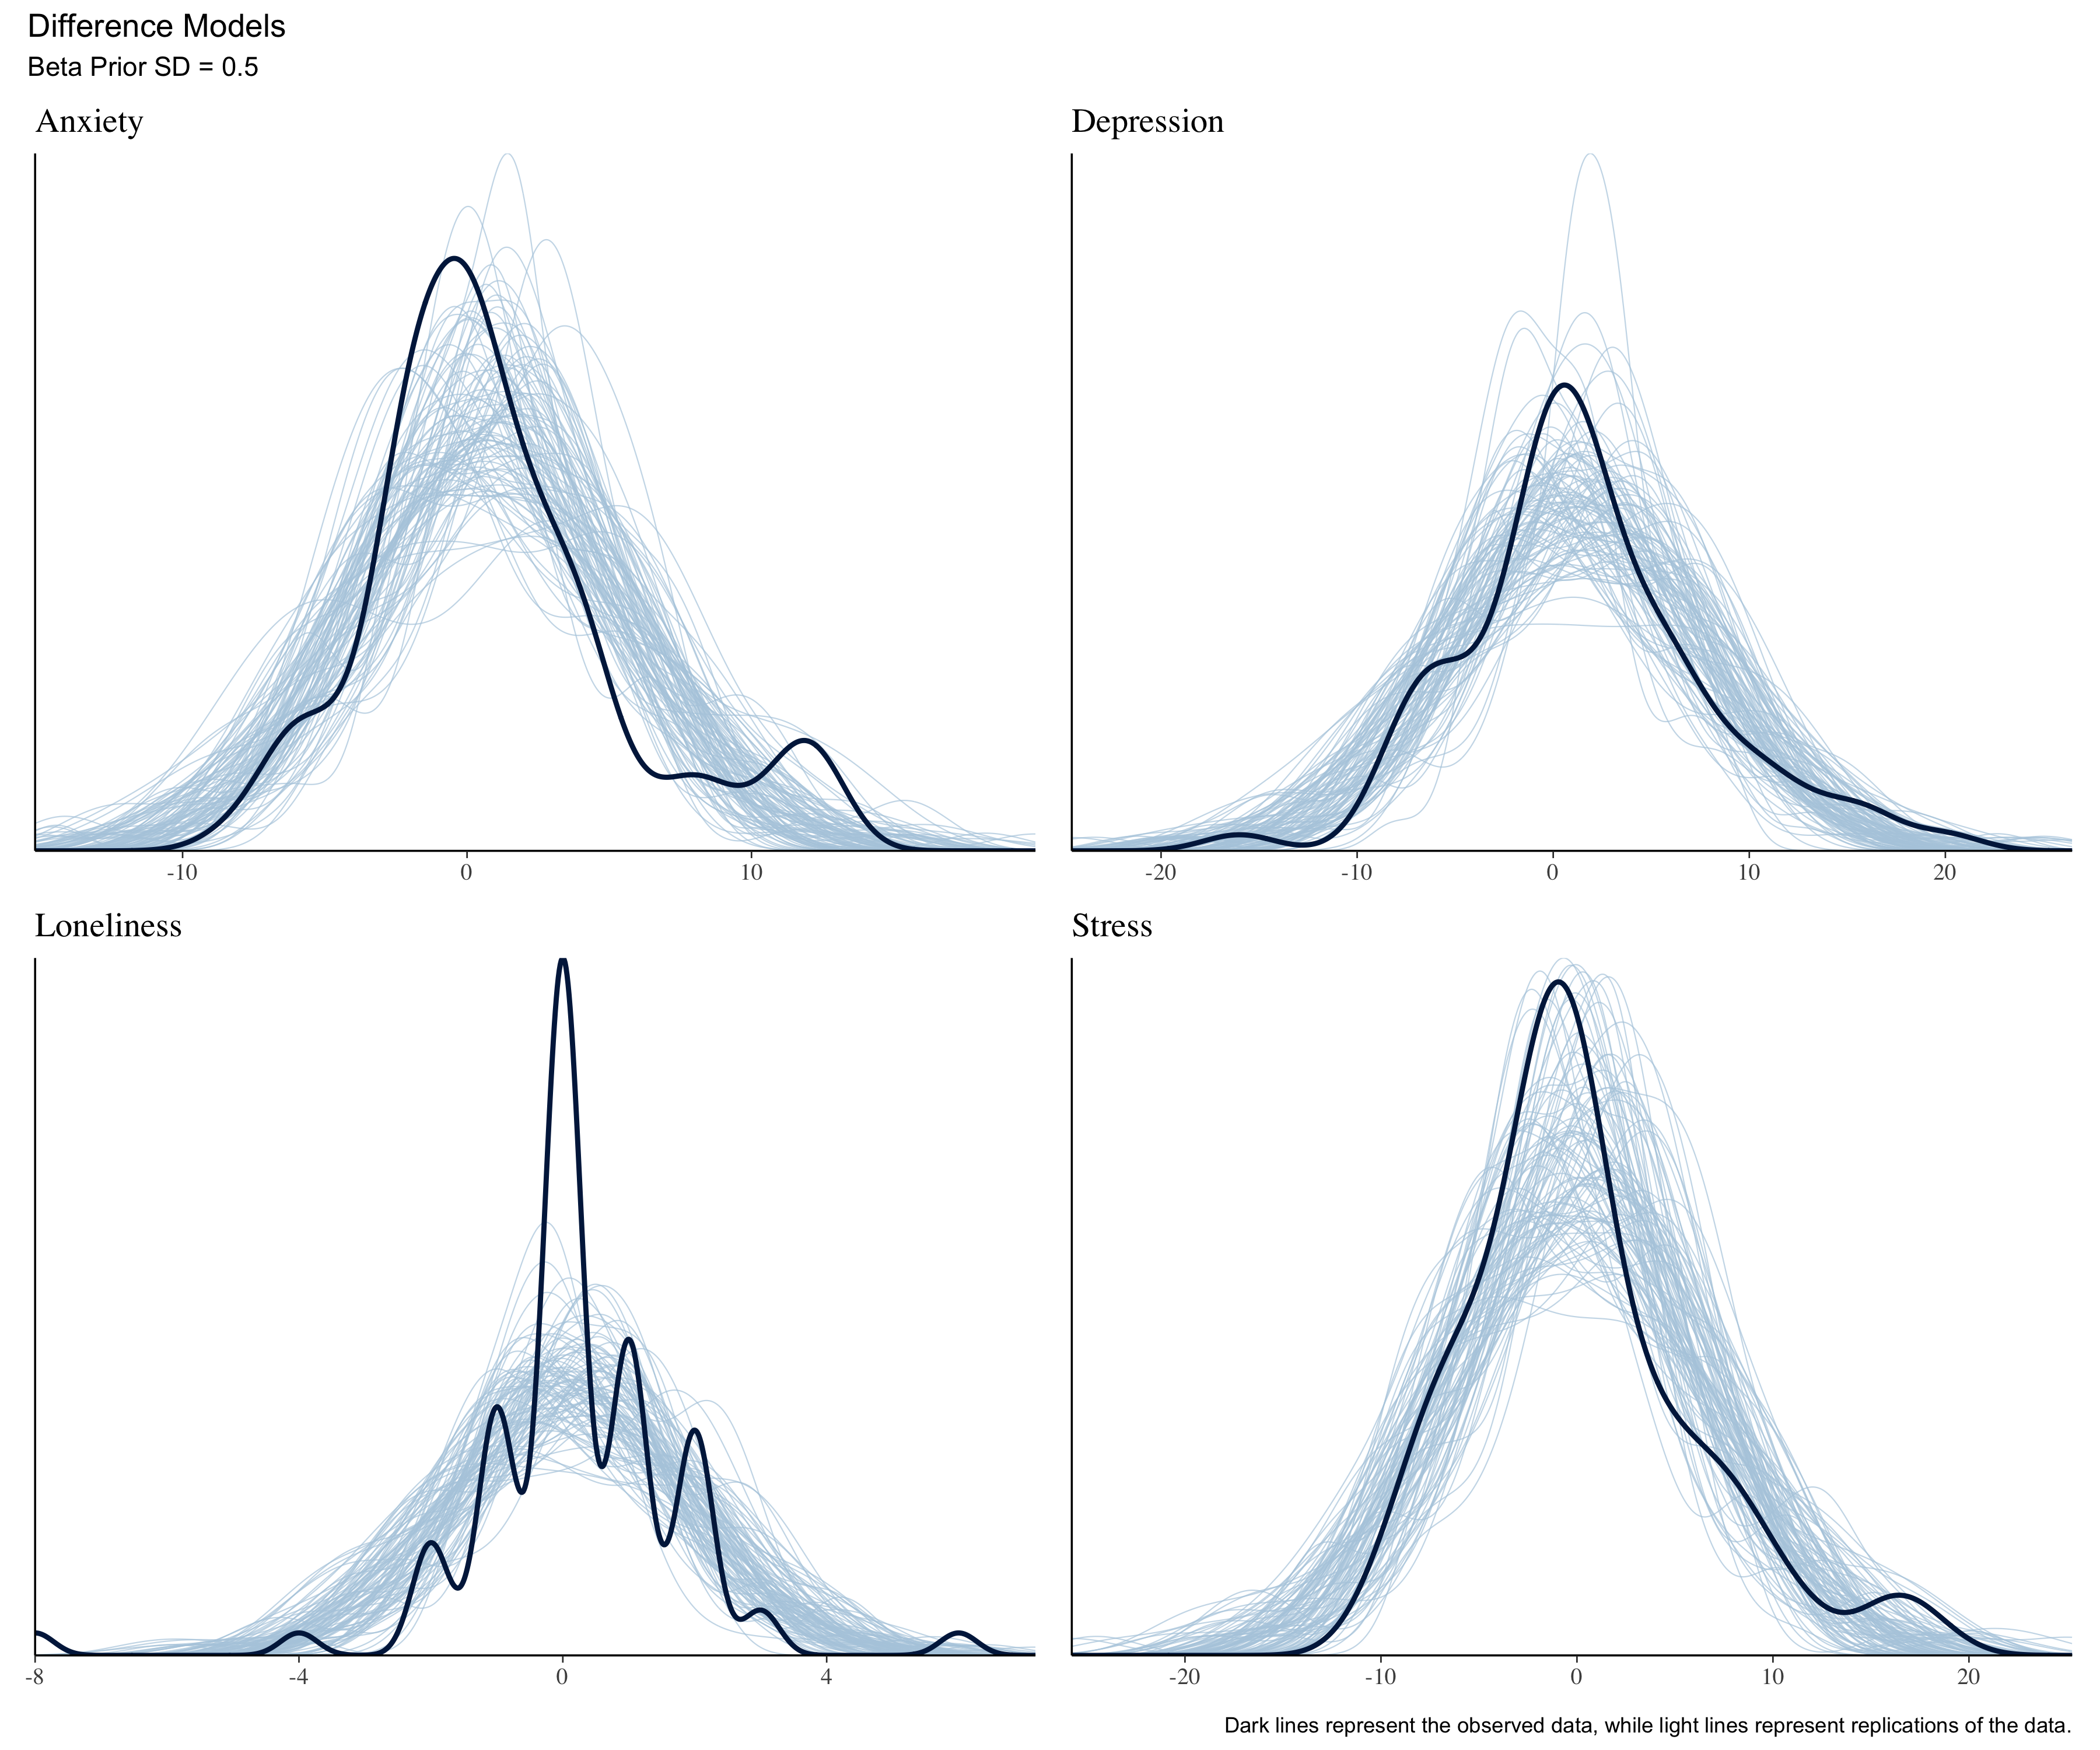 Difference Models
Beta Prior SD = 0.5
Anxiety
Depression
-10 0 10
-20 -10 0 10 20
Loneliness
Stress
-8 -4 0 4
-20 -10 0 10 20
Dark lines represent the observed data, while light lines represent replications of the data.